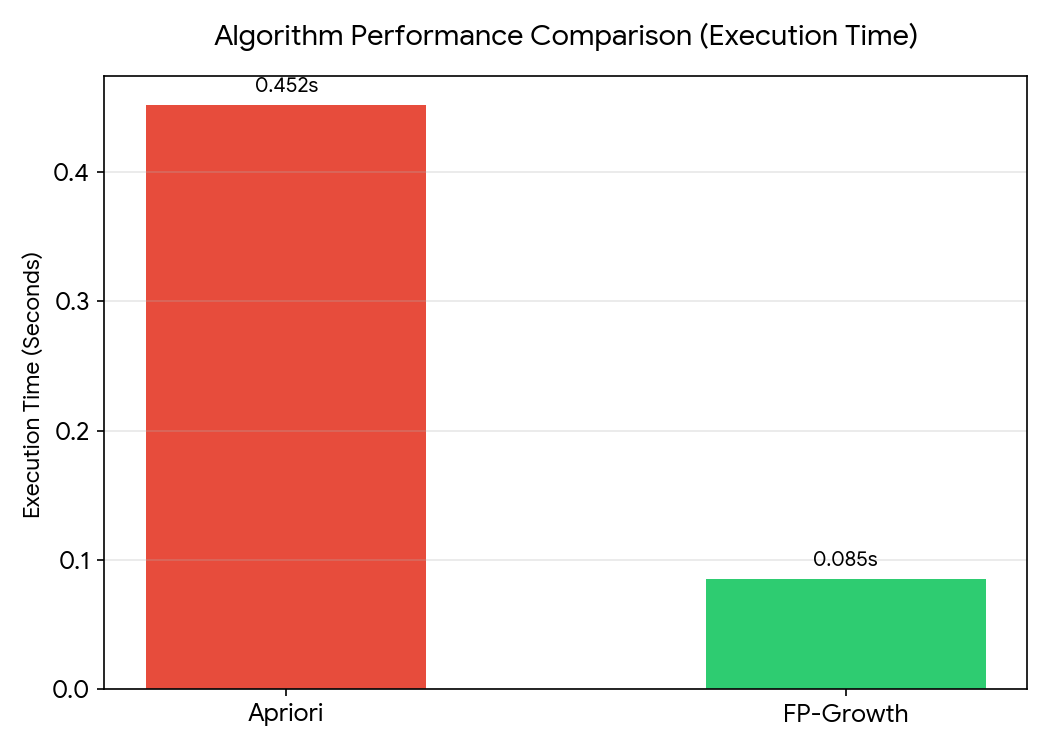 Algorithm Performance Comparison (Execution Time)
0.452s
0.4
0.3
0.2
0.1
0.0
Execution Time (Seconds)
0.085s
Apriori
FP-Growth